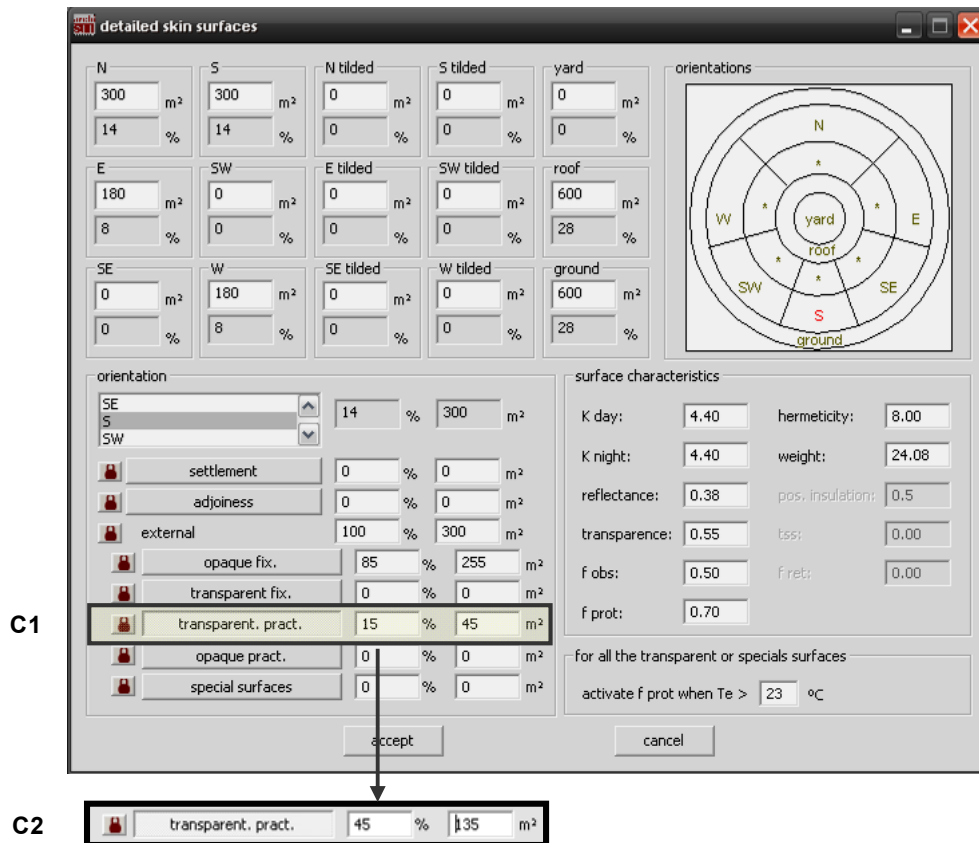 detailed skin surfaces
N S N tilded S tilded yard orientations
300 m² 300 m² 0 m² 0 m² 0 m²
14 % 14 % 0 % 0 % 0 %
E SW E tilded SW tilded roof
180 m² 0 m² 0 m² 0 m² 600 m²
8 % 0 % 0 % 0 % 28 %
SE W SE tilded W tilded ground
0 m² 180 m² 0 m² 0 m² 600 m²
0 % 8 % 0 % 0 % 28 %
N
*
W * yard * E
roof
* *
SW * SE
S
ground
orientation
SE
S 14 % 300 m²
SW
settlement 0 % 0 m²
adjoiness 0 % 0 m²
external 100 % 300 m²
opaque fix. 85 % 255 m²
transparent fix. 0 % 0 m²
C1 transparent. pract. 15 % 45 m²
opaque pract. 0 % 0 m²
special surfaces 0 % 0 m²
surface characteristics
K day: 4.40 hermeticity: 8.00
K night: 4.40 weight: 24.08
reflectance: 0.38 pos. insulation: 0.5
transparence: 0.55 tss: 0.00
f obs: 0.50 f ret: 0.00
f prot: 0.70
for all the transparent or specials surfaces
activate f prot when Te > 23 ºC
accept cancel
C2 transparent. pract. 45 % 135 m²